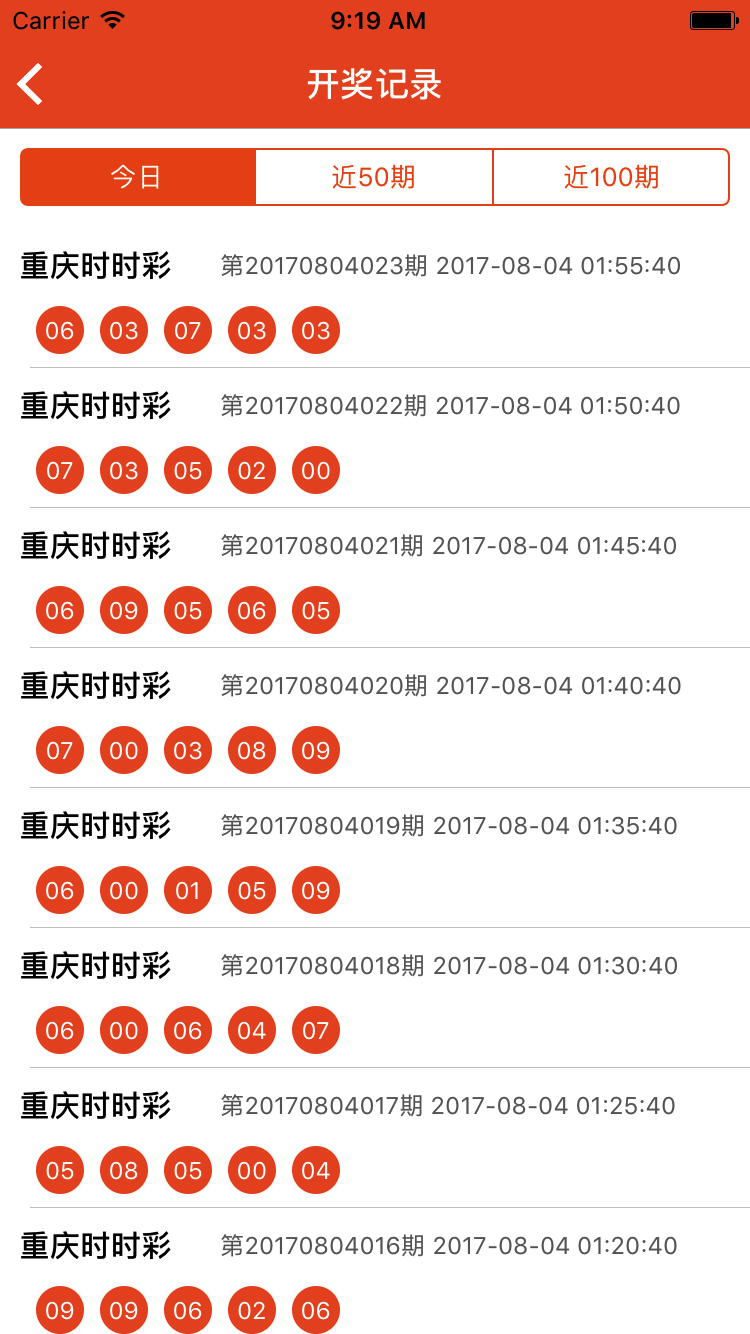 Carrier 9:19 AM
开奖记录
今日 近50期 近100期
重庆时时彩 第20170804023期 2017-08-04 01:55:40
06 03 07 03 03
重庆时时彩 第20170804022期 2017-08-04 01:50:40
07 03 05 02 00
重庆时时彩 第20170804021期 2017-08-04 01:45:40
06 09 05 06 05
重庆时时彩 第20170804020期 2017-08-04 01:40:40
07 00 03 08 09
重庆时时彩 第20170804019期 2017-08-04 01:35:40
06 00 01 05 09
重庆时时彩 第20170804018期 2017-08-04 01:30:40
06 00 06 04 07
重庆时时彩 第20170804017期 2017-08-04 01:25:40
05 08 05 00 04
重庆时时彩 第20170804016期 2017-08-04 01:20:40
09 09 06 02 06